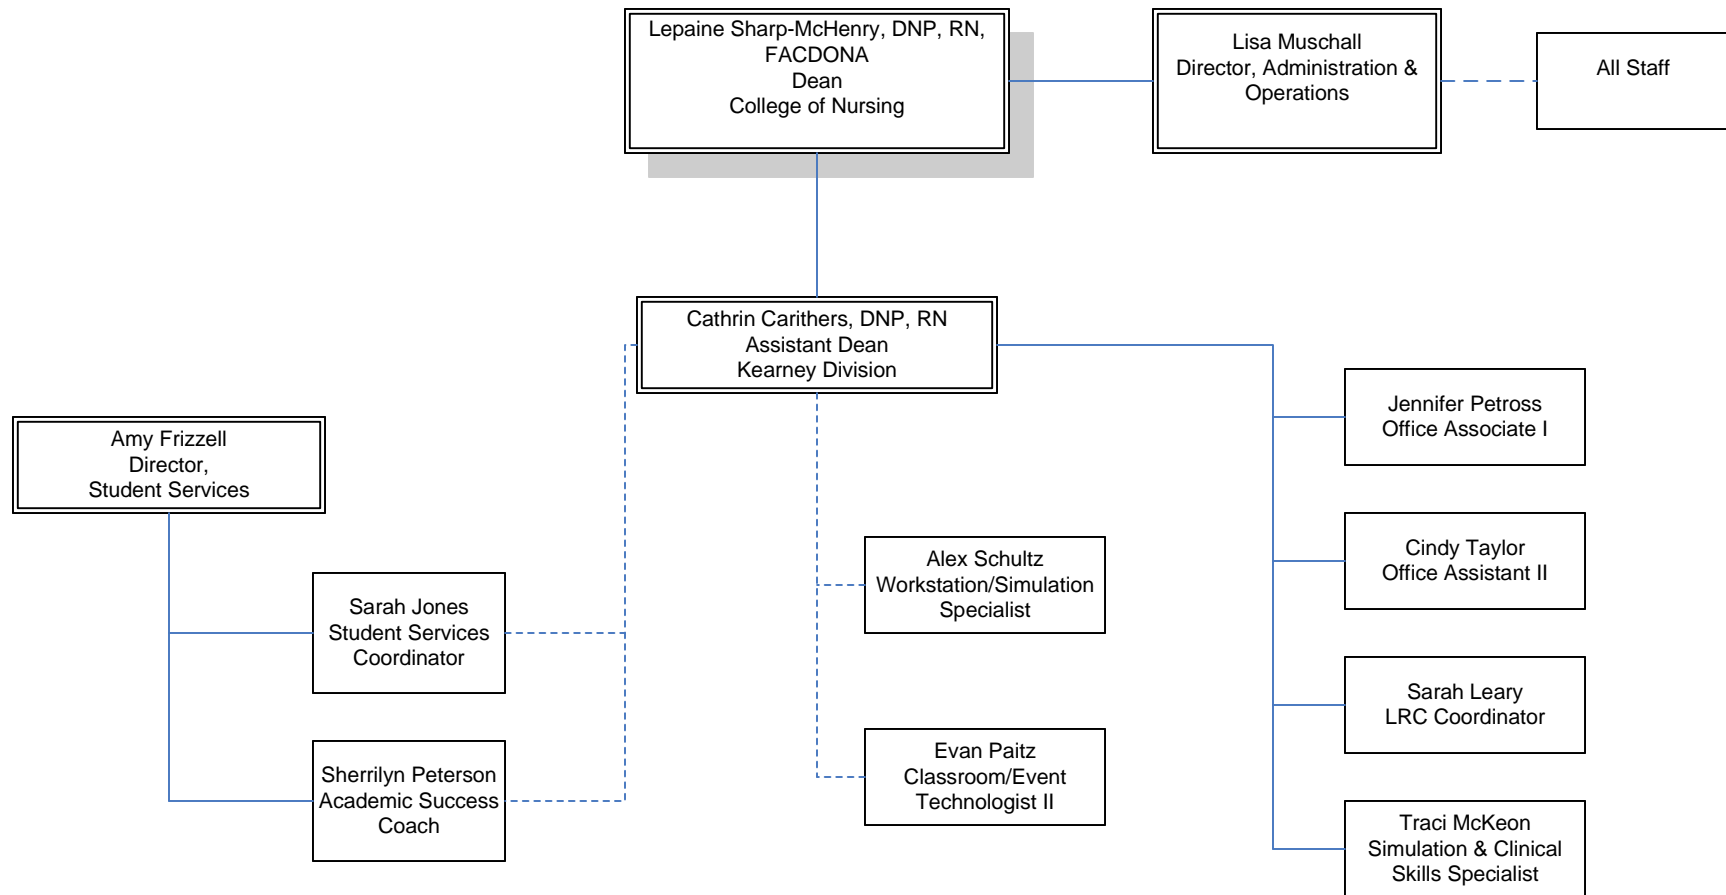 Lepaine Sharp-McHenry, DNP, RN,
FACDONA
Dean
College of Nursing
Lisa Muschall
Director, Administration &
Operations
All Staff
Cathrin Carithers, DNP, RN
Assistant Dean
Kearney Division
Amy Frizzell
Director,
Student Services
Sarah Jones
Student Services
Coordinator
Sherrilyn Peterson
Academic Success
Coach
Alex Schultz
Workstation/Simulation
Specialist
Evan Paitz
Classroom/Event
Technologist II
Jennifer Petross
Office Associate I
Cindy Taylor
Office Assistant II
Sarah Leary
LRC Coordinator
Traci McKeon
Simulation & Clinical
Skills Specialist